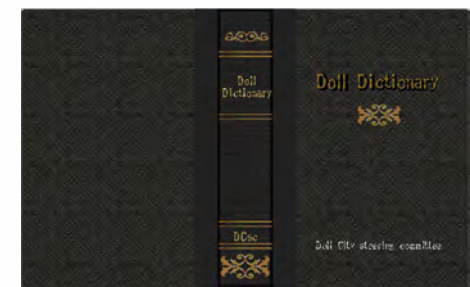 Doll
Dictionary
DCsc
Doll Dictionary
Doll City steering committee